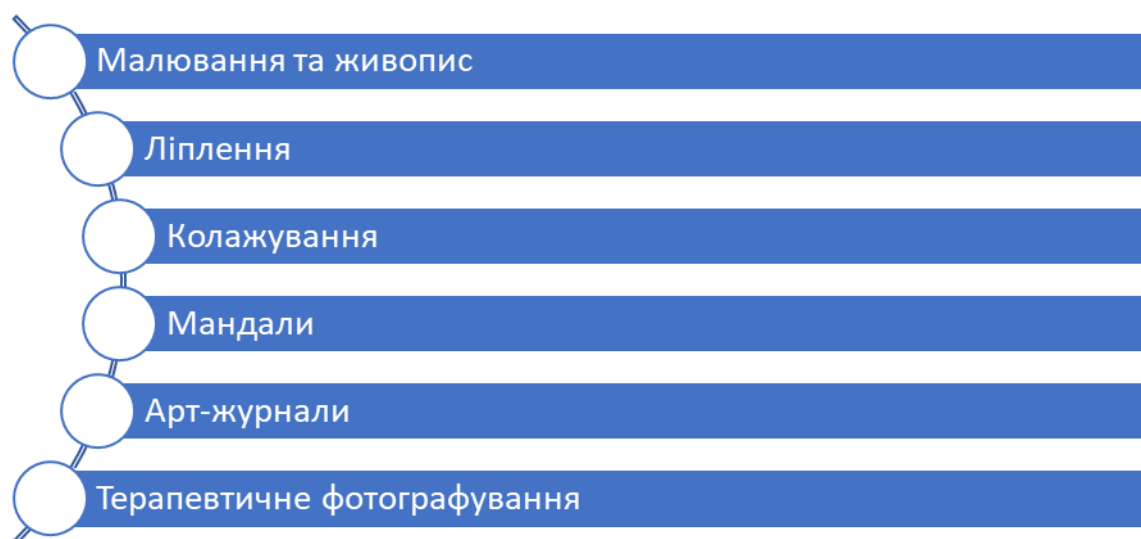 Малювання та живопис
Ліплення
Колажування
Мандали
Арт-журнали
Терапевтичне фотографування